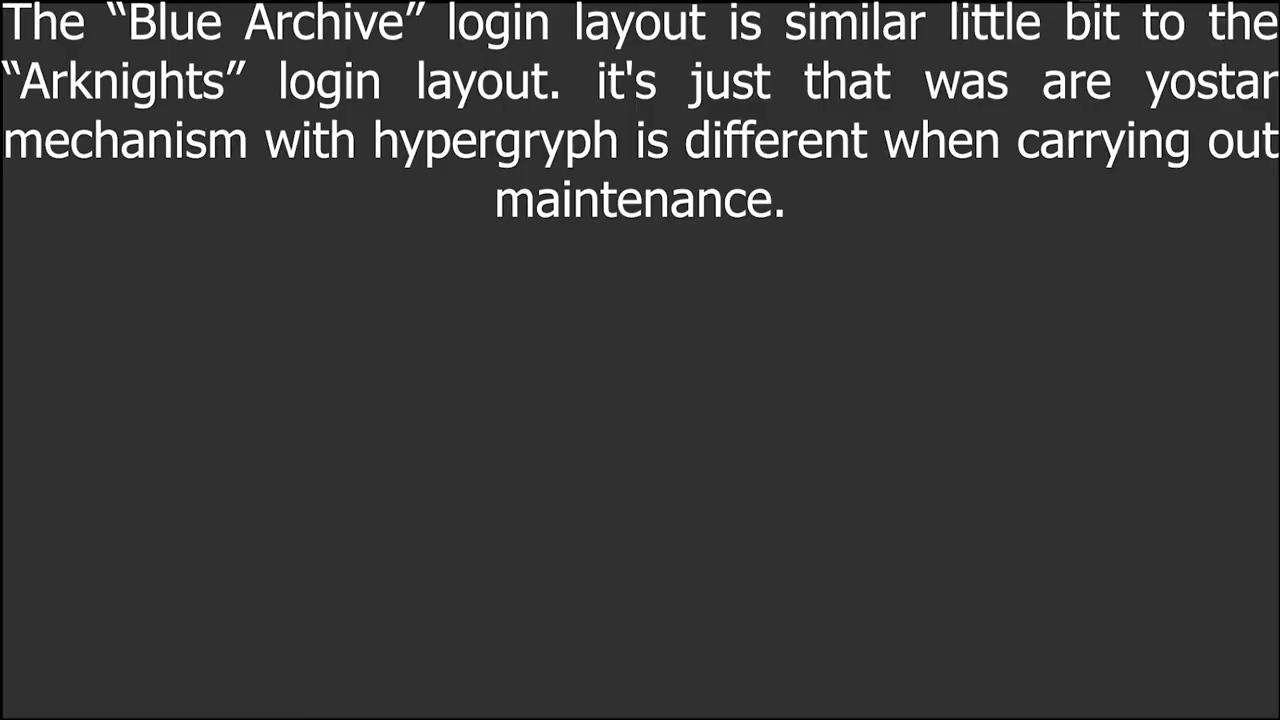 The “Blue Archive” login layout is similar little bit to the
“Arknights” login layout. it's just that was are yostar
mechanism with hypergryph is different when carrying out
maintenance.